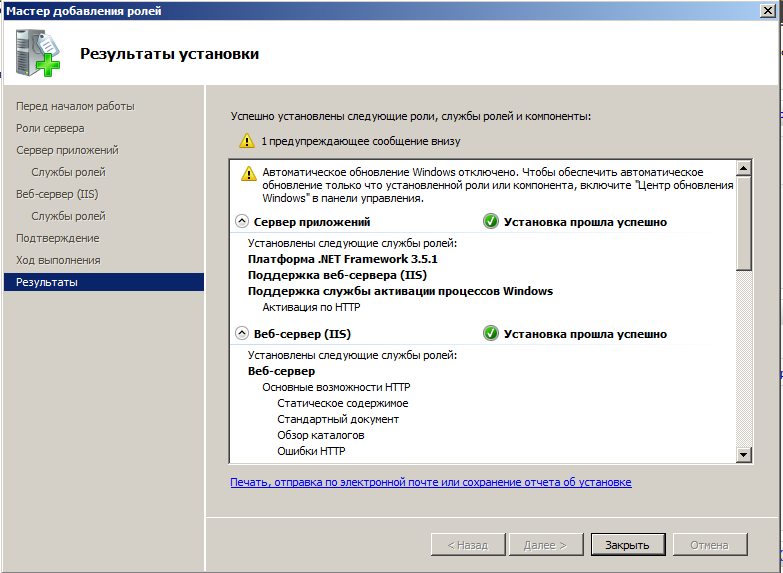 Мастер добавления ролей
Результаты установки
Перед началом работы
Роли сервера
Сервер приложений
Службы ролей
Веб-сервер (IIS)
Службы ролей
Подтверждение
Ход выполнения
Результаты
Успешно установлены следующие роли, службы ролей и компоненты:
1 предупреждающее сообщение внизу
Автоматическое обновление Windows отключено. Чтобы обеспечить автоматическое
обновление только что установленной роли или компонента, включите "Центр обновления
Windows" в панели управления.
Сервер приложений
Установка прошла успешно
Установлены следующие службы ролей:
Платформа .NET Framework 3.5.1
Поддержка веб-сервера (IIS)
Поддержка службы активации процессов Windows
Активация по HTTP
Веб-сервер (IIS)
Установка прошла успешно
Установлены следующие службы ролей:
Веб-сервер
Основные возможности HTTP
Статическое содержимое
Стандартный документ
Обзор каталогов
Ошибки HTTP
Печать, отправка по электронной почте или сохранение отчета об установке
< Назад
Далее >
Закрыть
Отмена